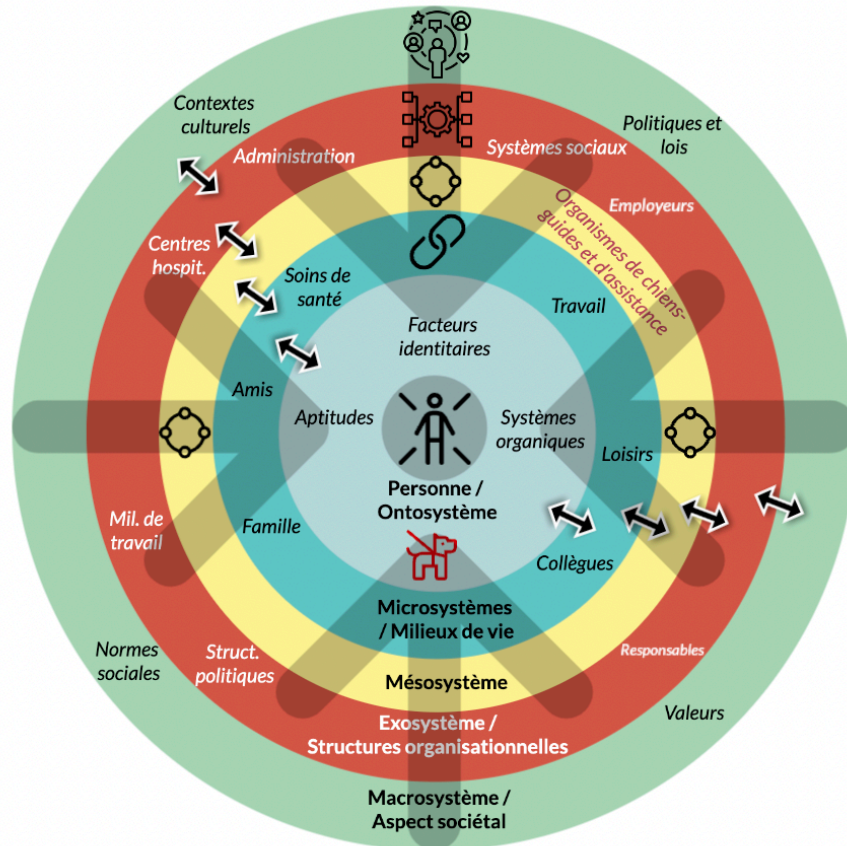 Contextes
culturels
Politiques et
lois
Administration
Systèmes sociaux
Employeurs
Organismes de chiens-
guides et d'assistance
Centres
hospit.
Soins de
santé
Travail
Facteurs
identitaires
Amis
Aptitudes
Systèmes
organiques
Loisirs
Personne /
Ontosystème
Mil. de
travail
Famille
Collègues
Microsystèmes
/ Milieux de vie
Normes
sociales
Struct.
politiques
Responsables
Mésosystème
Valeurs
Exosystème /
Structures organisationnelles
Macrosystème /
Aspect sociétal